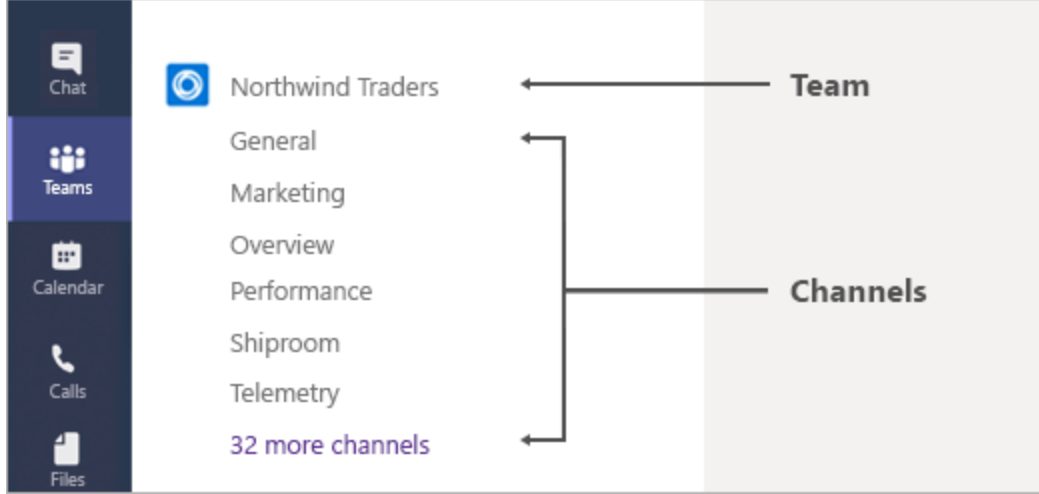 Chat
Teams
Calendar
Calls
Files
Northwind Traders
General
Marketing
Overview
Performance
Shiproom
Telemetry
32 more channels
Team
Channels